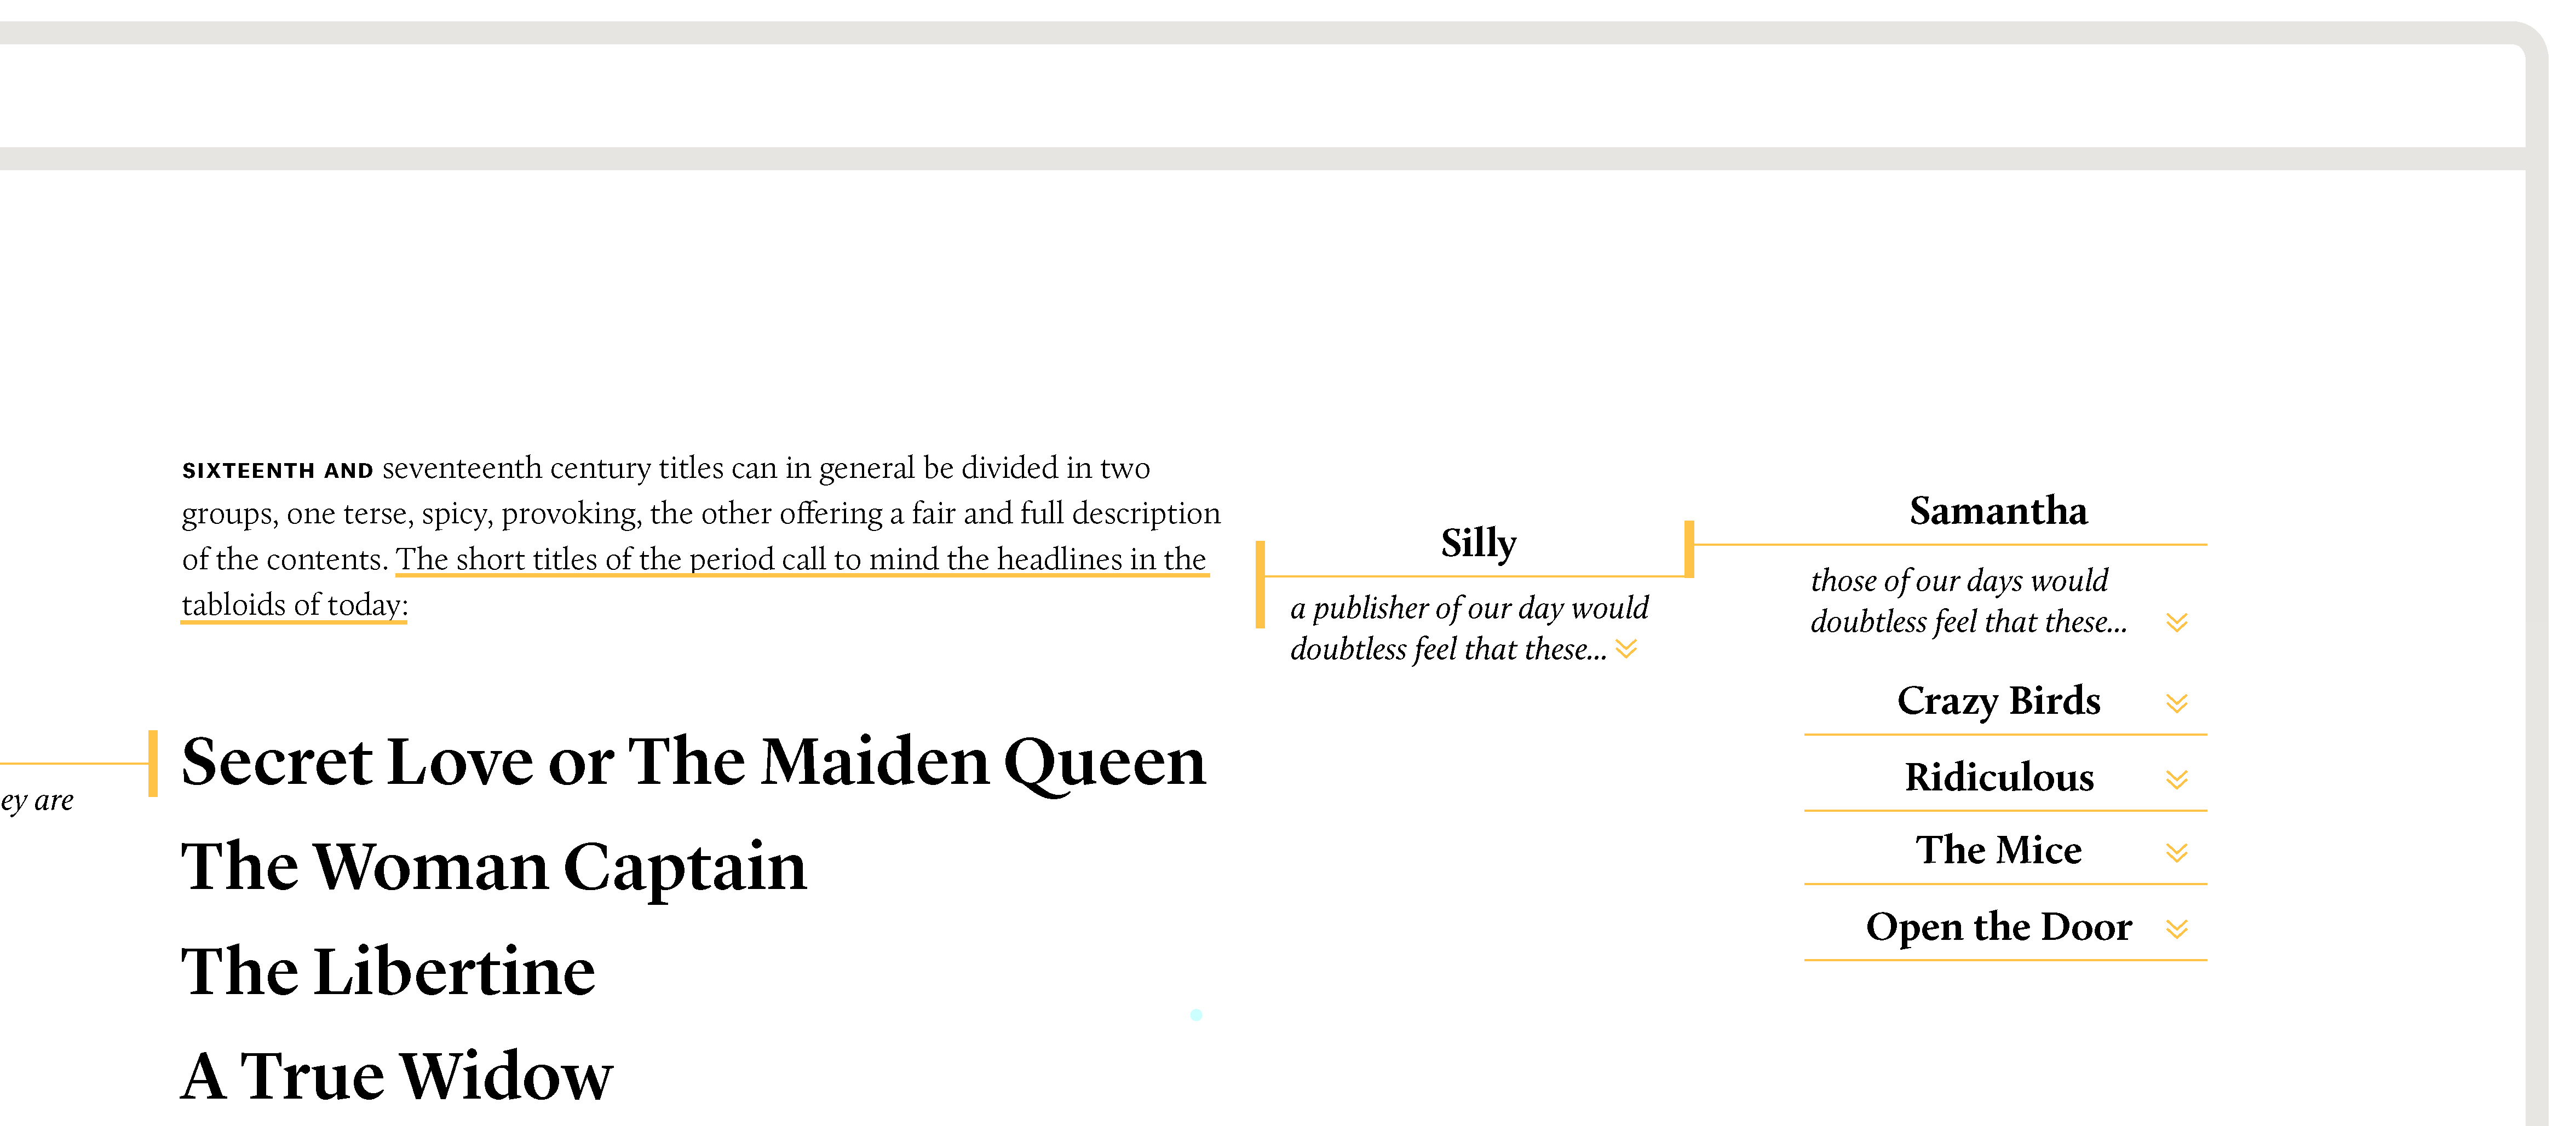 SIXTEENTH AND seventeenth century titles can in general be divided in two
groups, one terse, spicy, provoking, the other offering a fair and full description
of the contents. The short titles of the period call to mind the headlines in the
tabloids of today:
Silly
a publisher of our day would
doubtless feel that these...
Samantha
those of our days would
doubtless feel that these...
Crazy Birds
Ridiculous
The Mice
Open the Door
ey are
Secret Love or The Maiden Queen
The Woman Captain
The Libertine
A True Widow